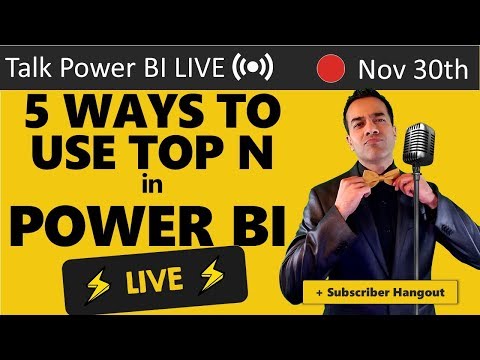 Talk Power BI LIVE
Nov 30th
5 WAYS TO
USE TOP N
in
POWER BI
LIVE
+ Subscriber Hangout